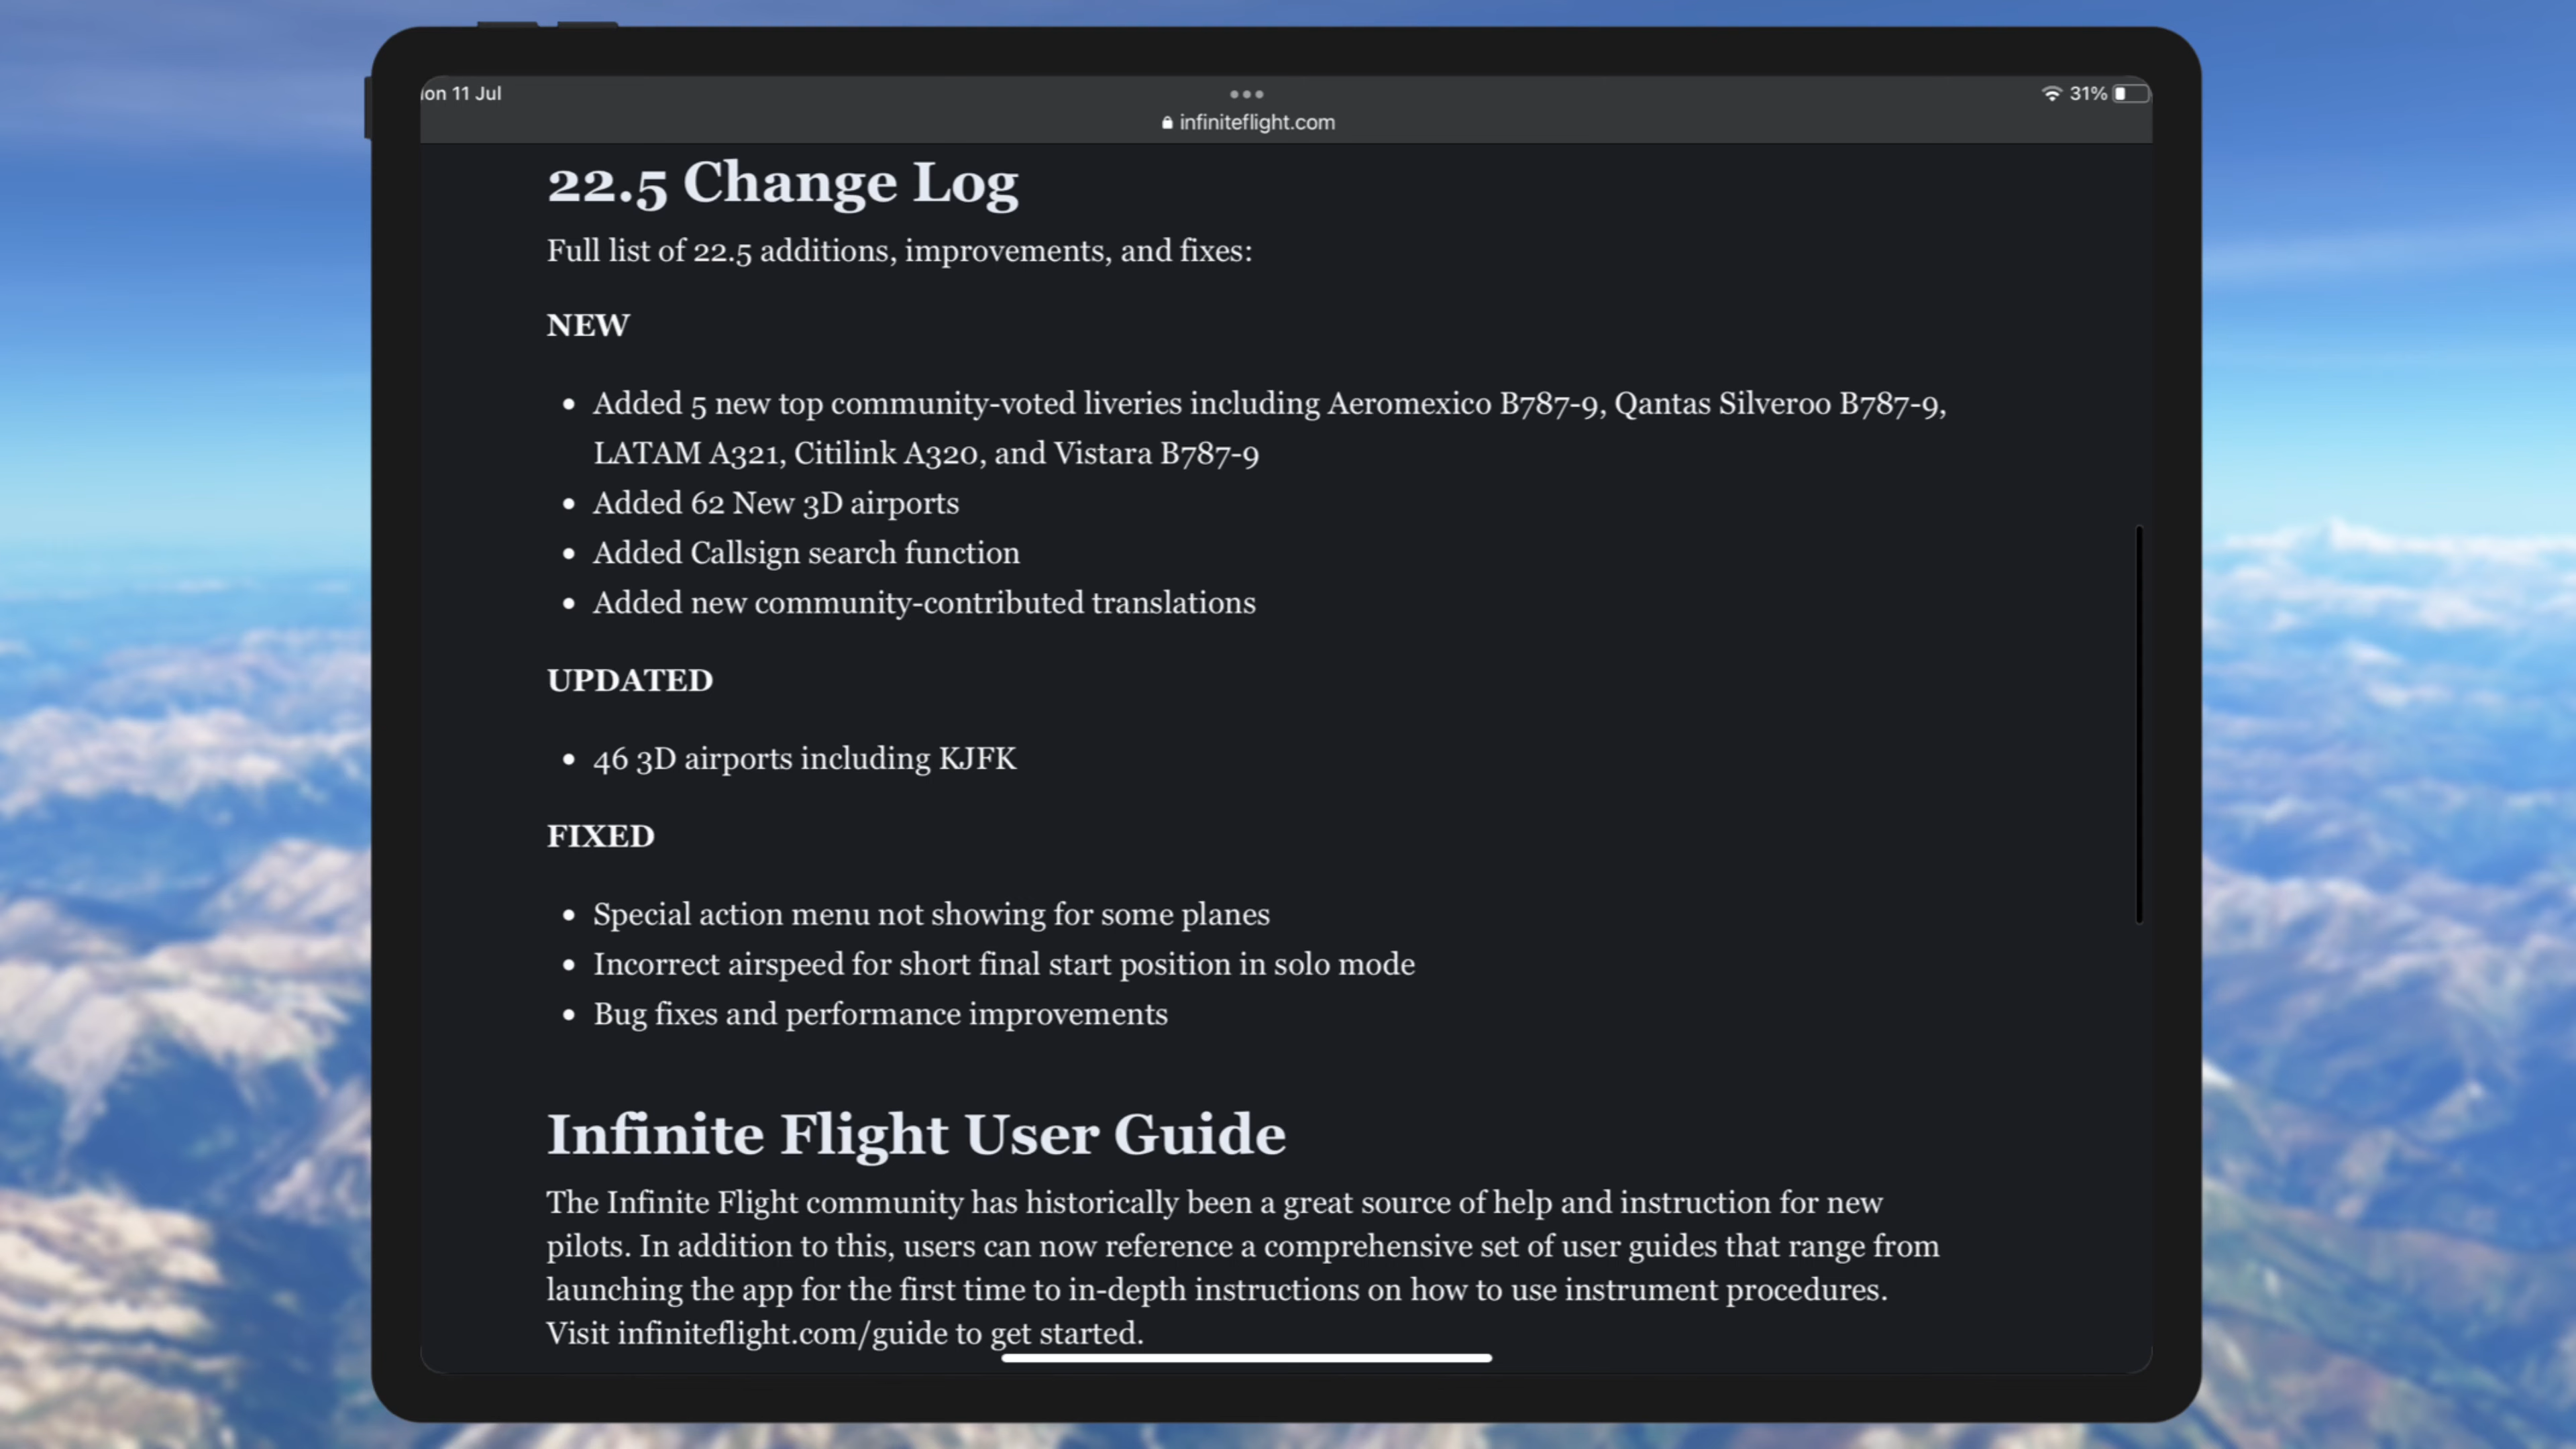 11 Jul
31%
infiniteflight.com
22.5 Change Log
Full list of 22.5 additions, improvements, and fixes:
NEW
• Added 5 new top community-voted liveries including Aeromexico B787-9, Qantas Silveroo B787-9,
LATAM A321, Citilink A320, and Vistara B787-9
• Added 62 New 3D airports
• Added Callsign search function
• Added new community-contributed translations
UPDATED
• 46 3D airports including KJFK
FIXED
• Special action menu not showing for some planes
• Incorrect airspeed for short final start position in solo mode
• Bug fixes and performance improvements
Infinite Flight User Guide
The Infinite Flight community has historically been a great source of help and instruction for new
pilots. In addition to this, users can now reference a comprehensive set of user guides that range from
launching the app for the first time to in-depth instructions on how to use instrument procedures.
Visit infiniteflight.com/guide to get started.